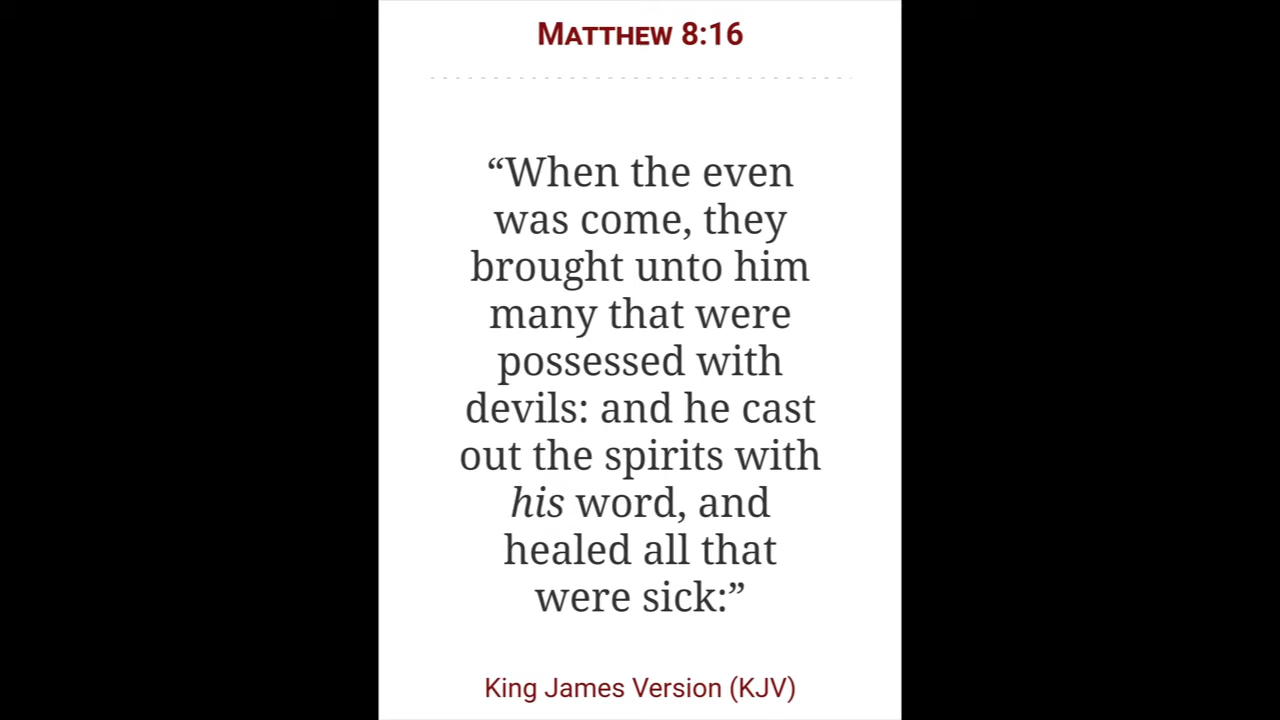 MATTHEW 8:16
“When the even
was come, they
brought unto him
many that were
possessed with
devils: and he cast
out the spirits with
his word, and
healed all that
were sick:”
King James Version (KJV)